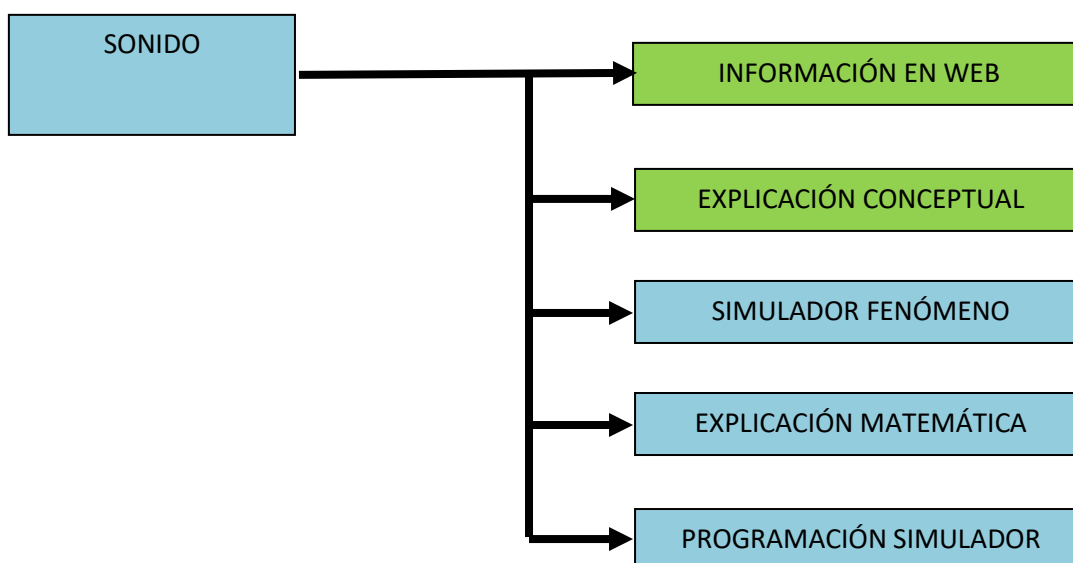 SONIDO
INFORMACIÓN EN WEB
EXPLICACIÓN CONCEPTUAL
SIMULADOR FENÓMENO
EXPLICACIÓN MATEMÁTICA
PROGRAMACIÓN SIMULADOR